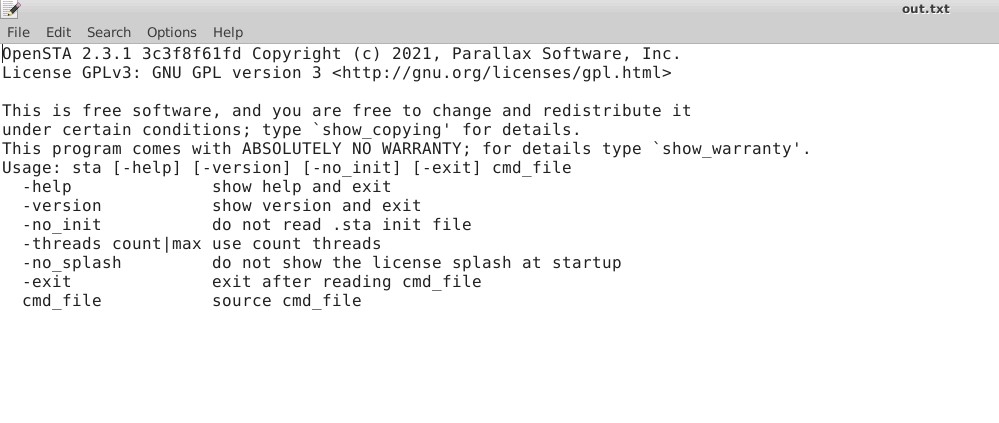 out.txt
File Edit Search Options Help
OpenSTA 2.3.1 3c3f8f61fd Copyright (c) 2021, Parallax Software, Inc.
License GPLv3: GNU GPL version 3 <http://gnu.org/licenses/gpl.html>

This is free software, and you are free to change and redistribute it
under certain conditions; type `show_copying' for details.
This program comes with ABSOLUTELY NO WARRANTY; for details type `show_warranty'.
Usage: sta [-help] [-version] [-no_init] [-exit] cmd_file
  -help              show help and exit
  -version           show version and exit
  -no_init           do not read .sta init file
  -threads count|max use count threads
  -no_splash         do not show the license splash at startup
  -exit              exit after reading cmd_file
  cmd_file           source cmd_file